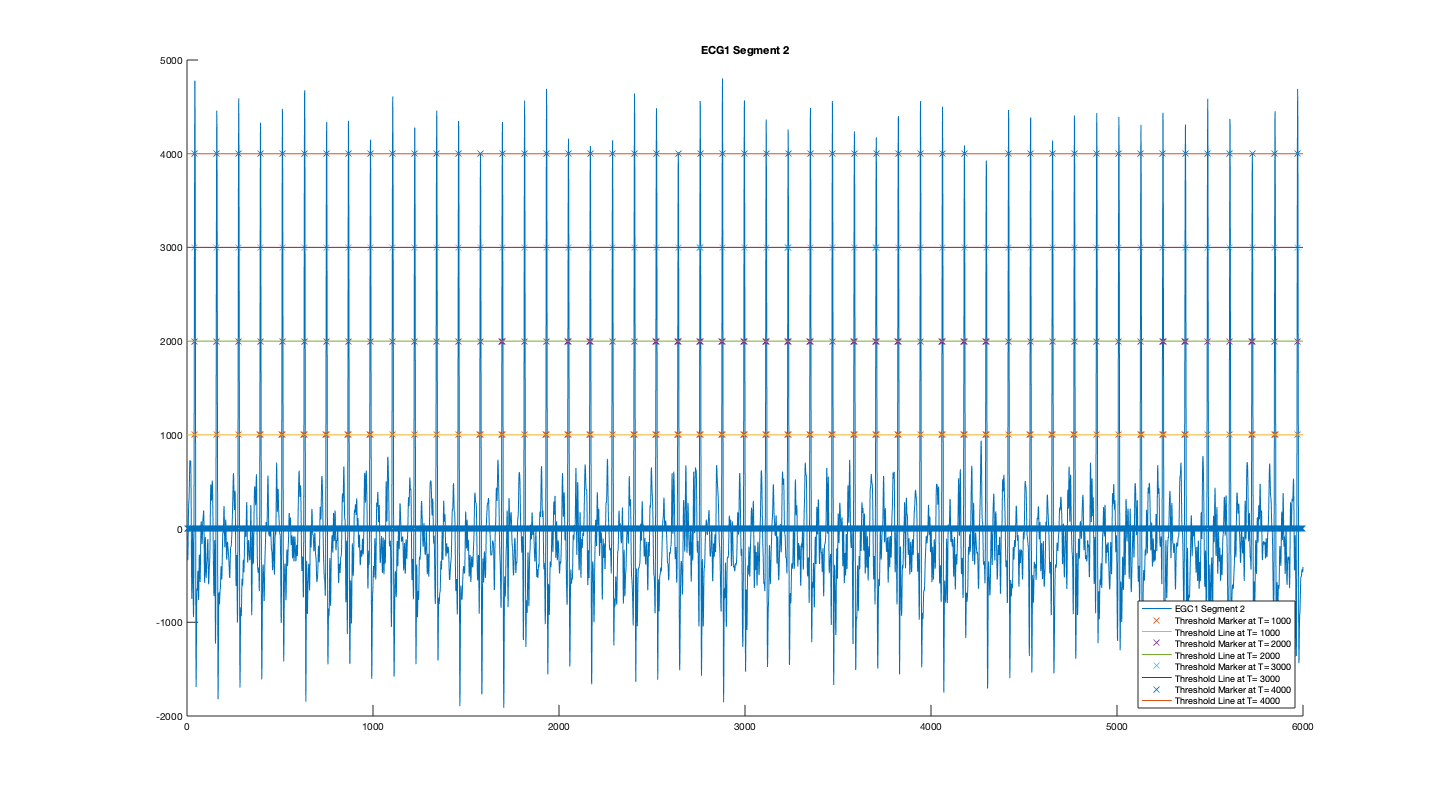 ECG1 Segment 2
5000
4000
3000
2000
1000
0
-1000
-2000
0 1000 2000 3000 4000 5000 6000
EGC1 Segment 2
Threshold Marker at T= 1000
Threshold Line at T= 1000
Threshold Marker at T= 2000
Threshold Line at T= 2000
Threshold Marker at T= 3000
Threshold Line at T= 3000
Threshold Marker at T= 4000
Threshold Line at T= 4000